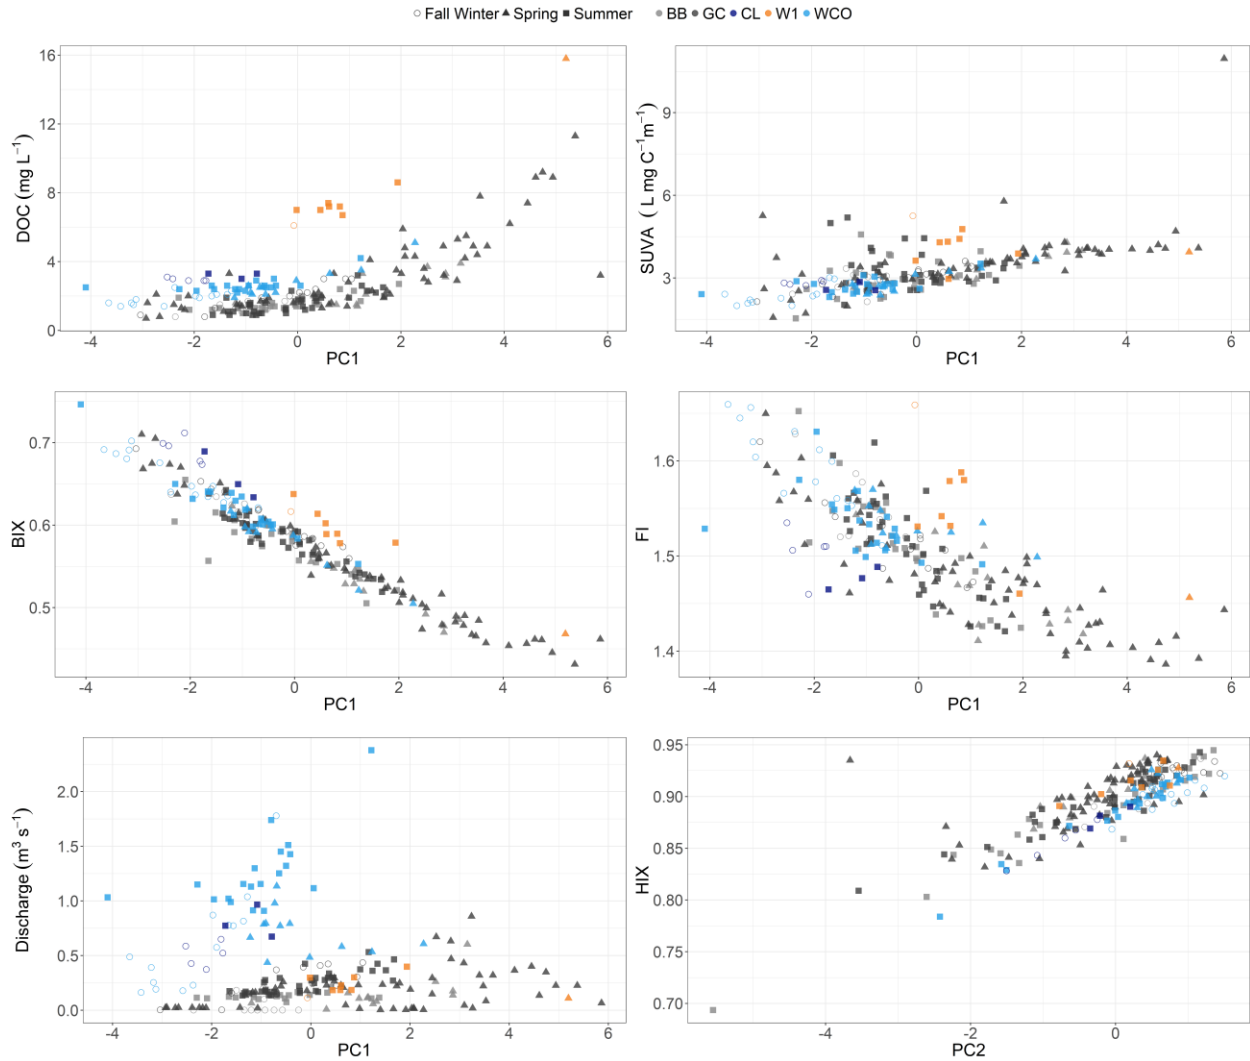 Fall Winter Spring Summer BB GC CL W1 WCO
16
12
8
4
0
DOC (mg L⁻¹)
-4 -2 0 2 4 6
PC1
9
6
3
SUVA ( L mg C⁻¹m⁻¹)
-4 -2 0 2 4 6
PC1
0.7
0.6
0.5
BIX
-4 -2 0 2 4 6
PC1
1.6
1.5
1.4
FI
-4 -2 0 2 4 6
PC1
2.0
1.5
1.0
0.5
0.0
Discharge (m³ s⁻¹)
-4 -2 0 2 4 6
PC1
0.95
0.90
0.85
0.80
0.70
HIX
-4 -2 0
PC2